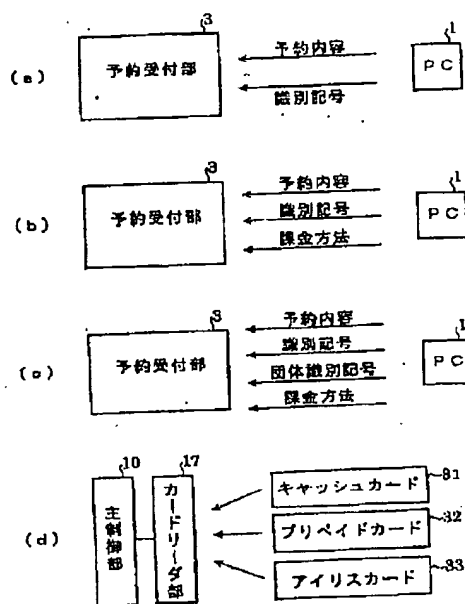 (a)
3
予約受付部
予約内容
識別記号
1
PC
(b)
3
予約受付部
予約内容
識別記号
課金方法
1
PC
(c)
3
予約受付部
予約内容
識別記号
団体識別記号
課金方法
1
PC
(d)
10
主制御部
17
カードリーダ部
キャッシュカード
31
プリペイドカード
32
アイリスカード
33